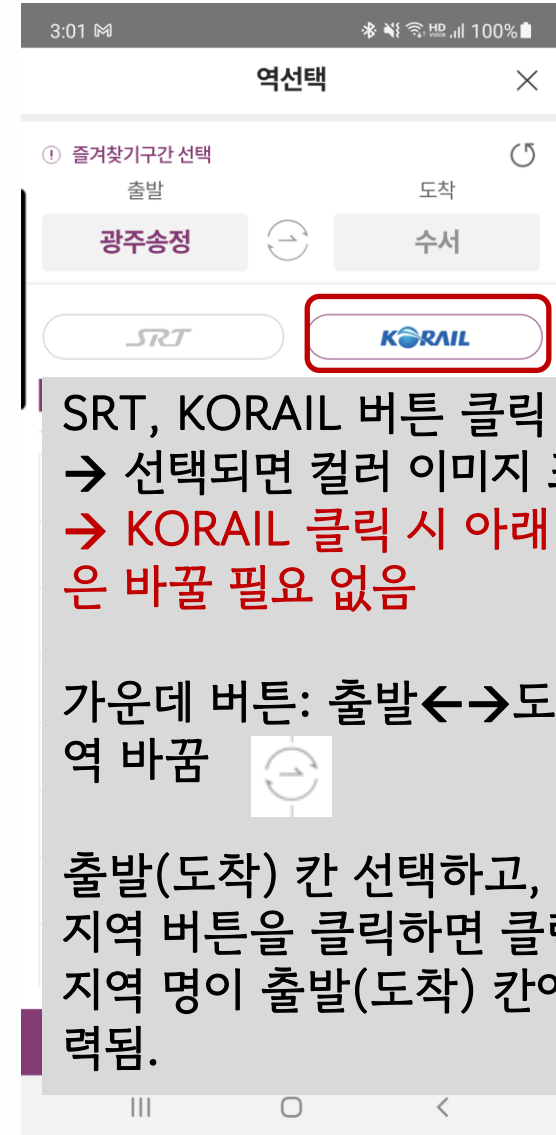 3:01 HD VOICE 100%
역선택
즐겨찾기구간 선택
출발 도착
광주송정 수서
SRT KORAIL
SRT, KORAIL 버튼 클릭
→ 선택되면 컬러 이미지
→ KORAIL 클릭 시 아래
은 바꿀 필요 없음
가운데 버튼: 출발←→도
역 바꿈
출발(도착) 칸 선택하고,
지역 버튼을 클릭하면
지역 명이 출발(도착)
력됨.